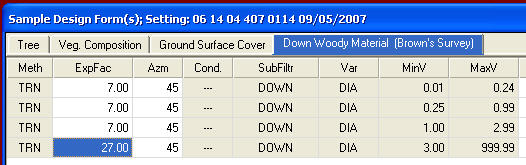 Sample Design Form(s); Setting: 06 14 04 407 0114 09/05/2007
Tree Veg. Composition Ground Surface Cover Down Woody Material (Brown's Survey)
Meth ExpFac Azm Cond. SubFiltr Var MinV MaxV
TRN 7.00 45 --- DOWN DIA 0.01 0.24
TRN 7.00 45 --- DOWN DIA 0.25 0.99
TRN 7.00 45 --- DOWN DIA 1.00 2.99
TRN 27.00 45 --- DOWN DIA 3.00 999.99